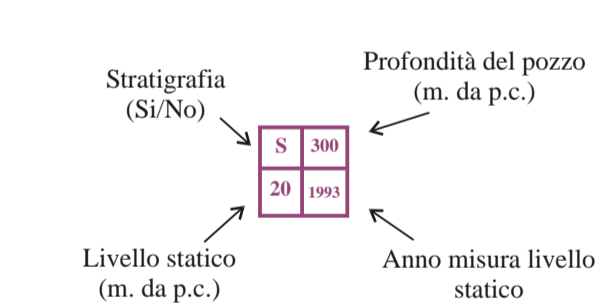 Stratigrafia
(Si/No)
Profondità del pozzo
(m. da p.c.)
S 300
20 1993
Livello statico
(m. da p.c.)
Anno misura livello
statico